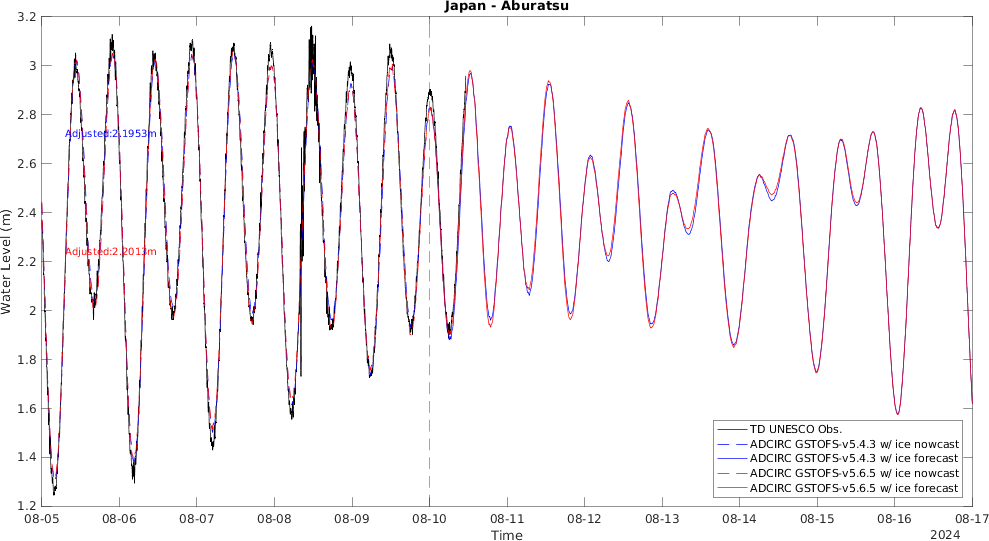 Japan - Aburatsu
3.2
3
2.8
2.6
2.4
2.2
2
1.8
1.6
1.4
1.2
Water Level (m)
Adjusted:2.1953m
Adjusted:2.2013m
TD UNESCO Obs.
ADCIRC GSTOFS-v5.4.3 w/ ice nowcast
ADCIRC GSTOFS-v5.4.3 w/ ice forecast
ADCIRC GSTOFS-v5.6.5 w/ ice nowcast
ADCIRC GSTOFS-v5.6.5 w/ ice forecast
08-05 08-06 08-07 08-08 08-09 08-10 08-11 08-12 08-13 08-14 08-15 08-16 08-17
Time
2024